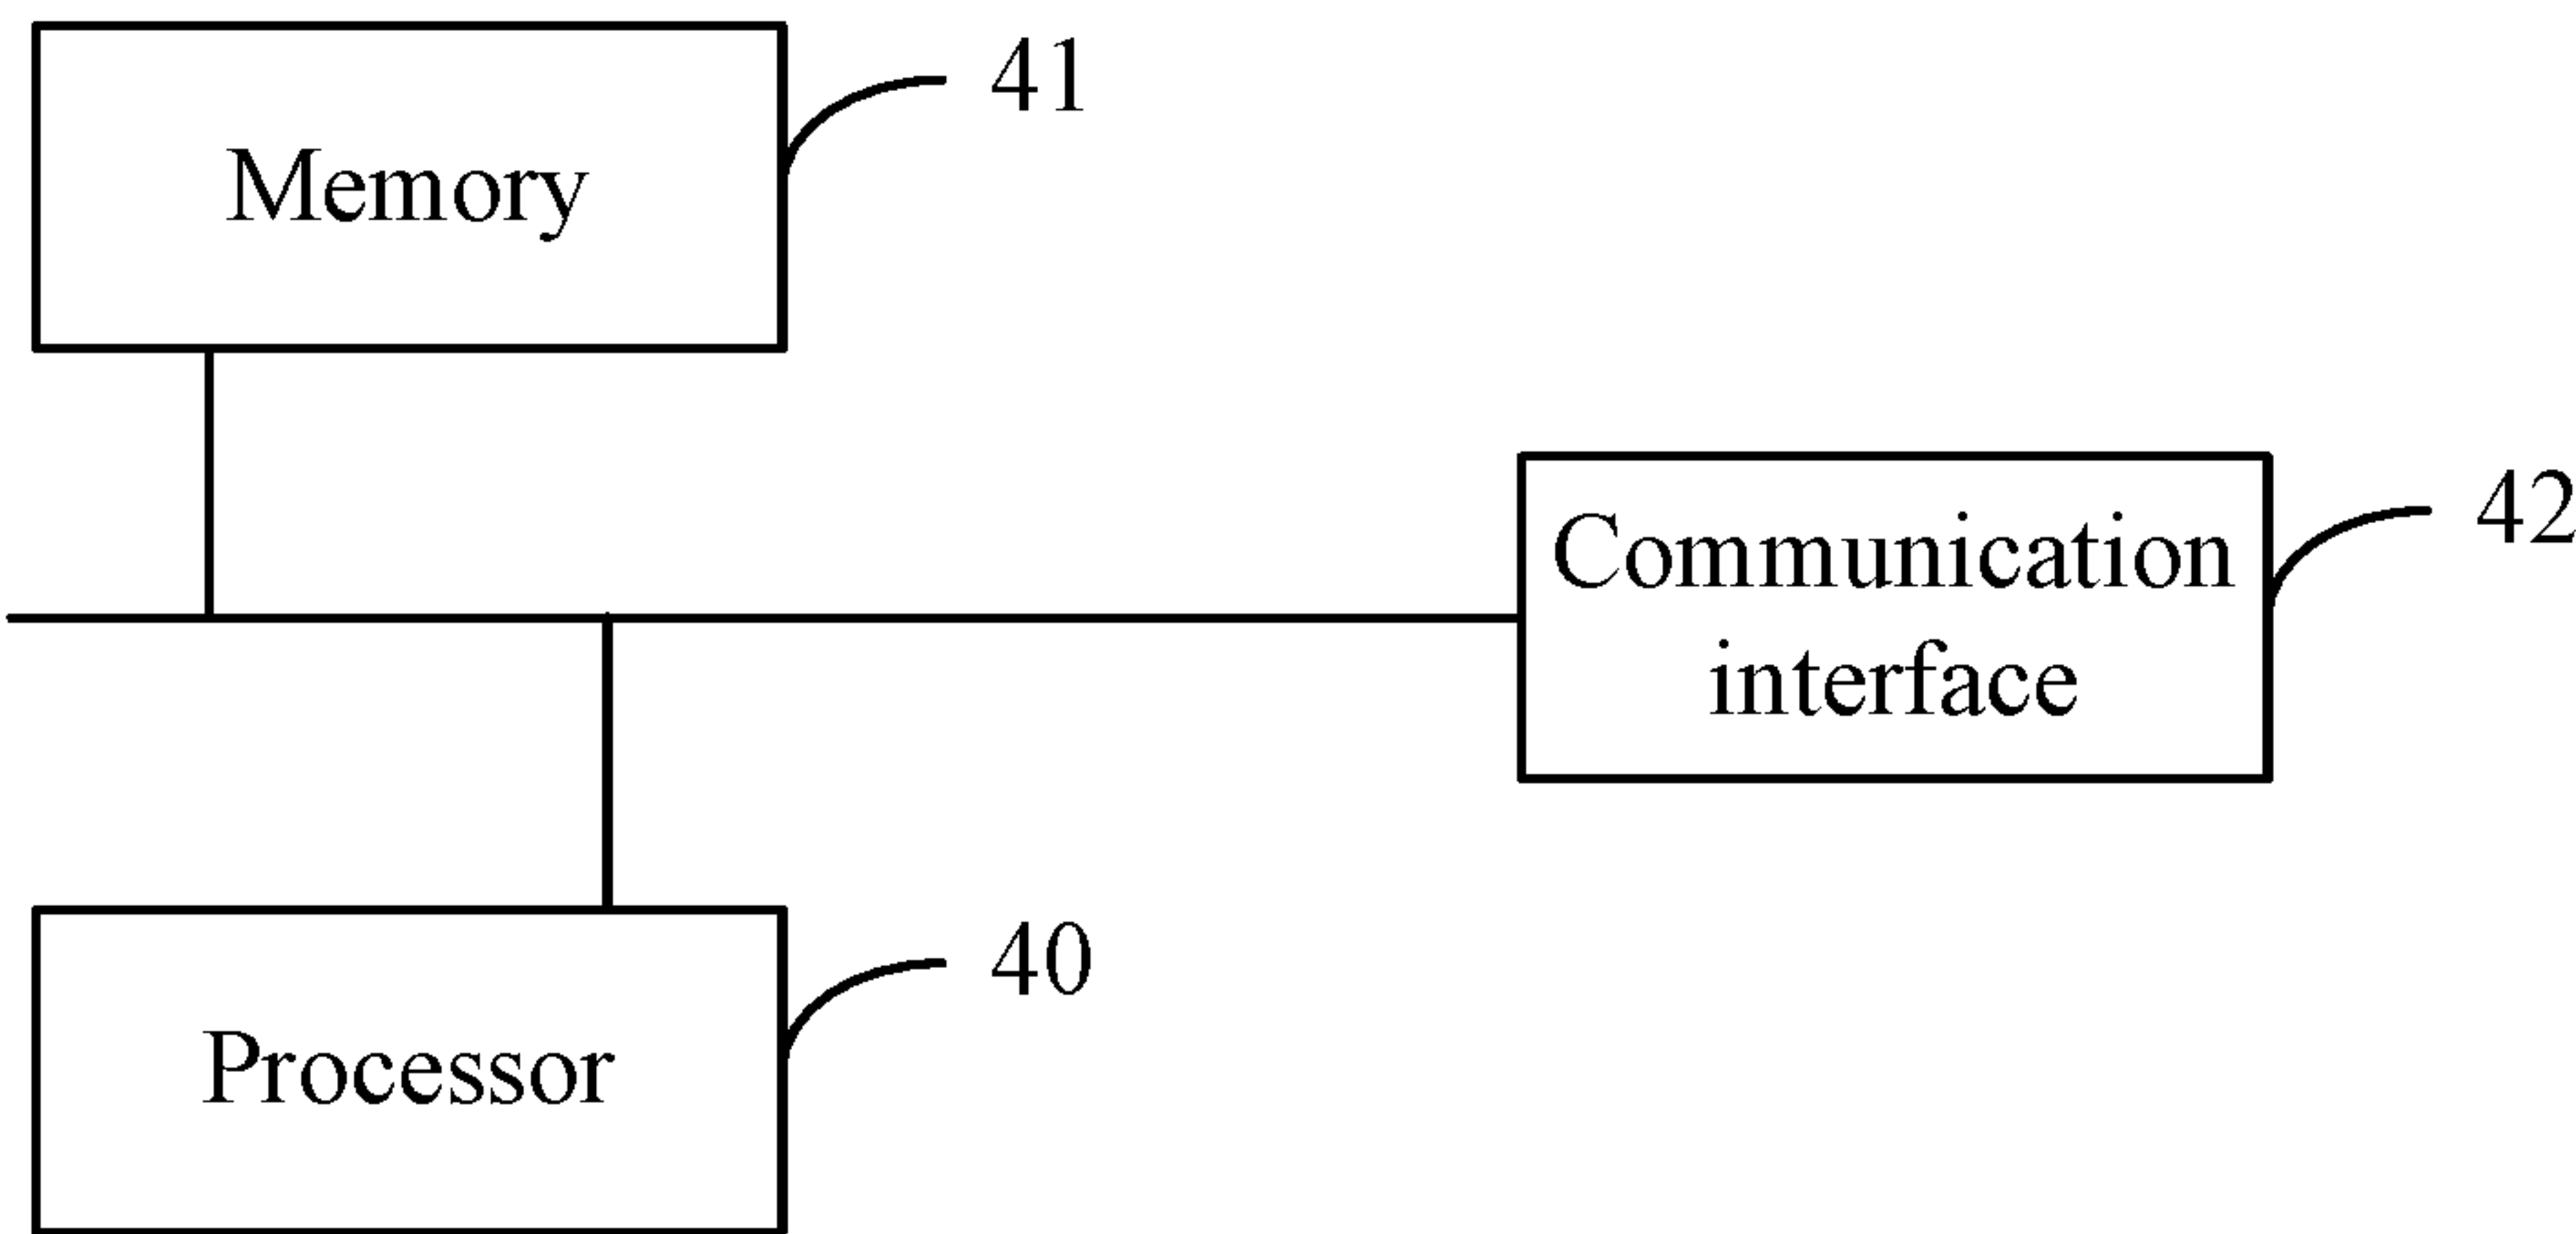 Memory
41
Communication
interface
42
Processor
40